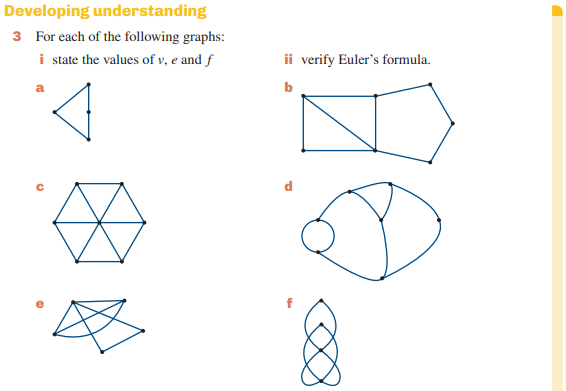 Developing understanding
3 For each of the following graphs:
i state the values of v, e and f
ii verify Euler’s formula.
a
b
c
d
e
f